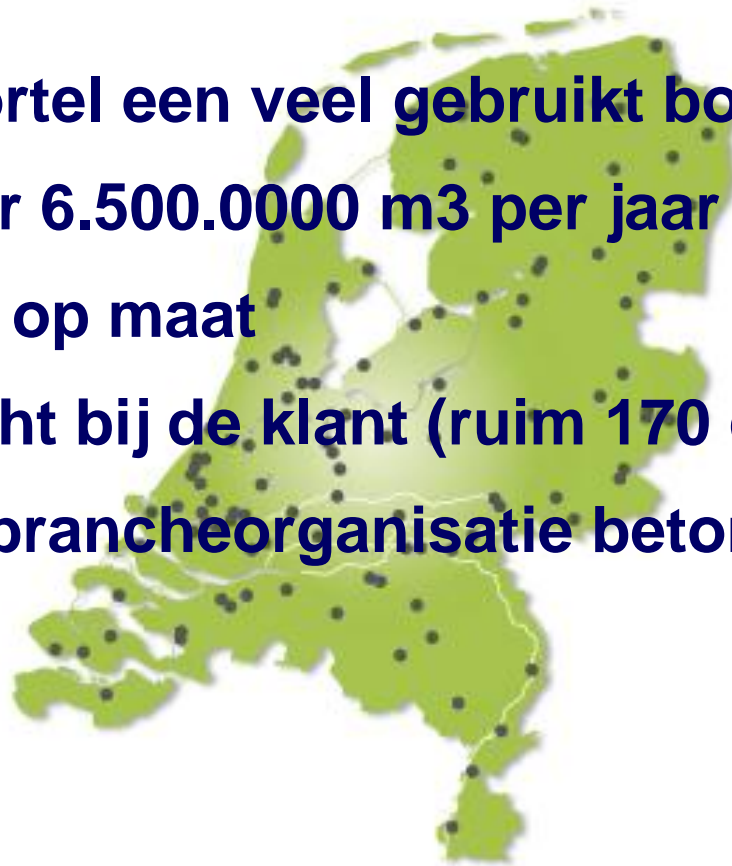 ortel een veel gebruikt bo
r 6.500.0000 m3 per jaar
op maat
ht bij de klant (ruim 170
brancheorganisatie beto